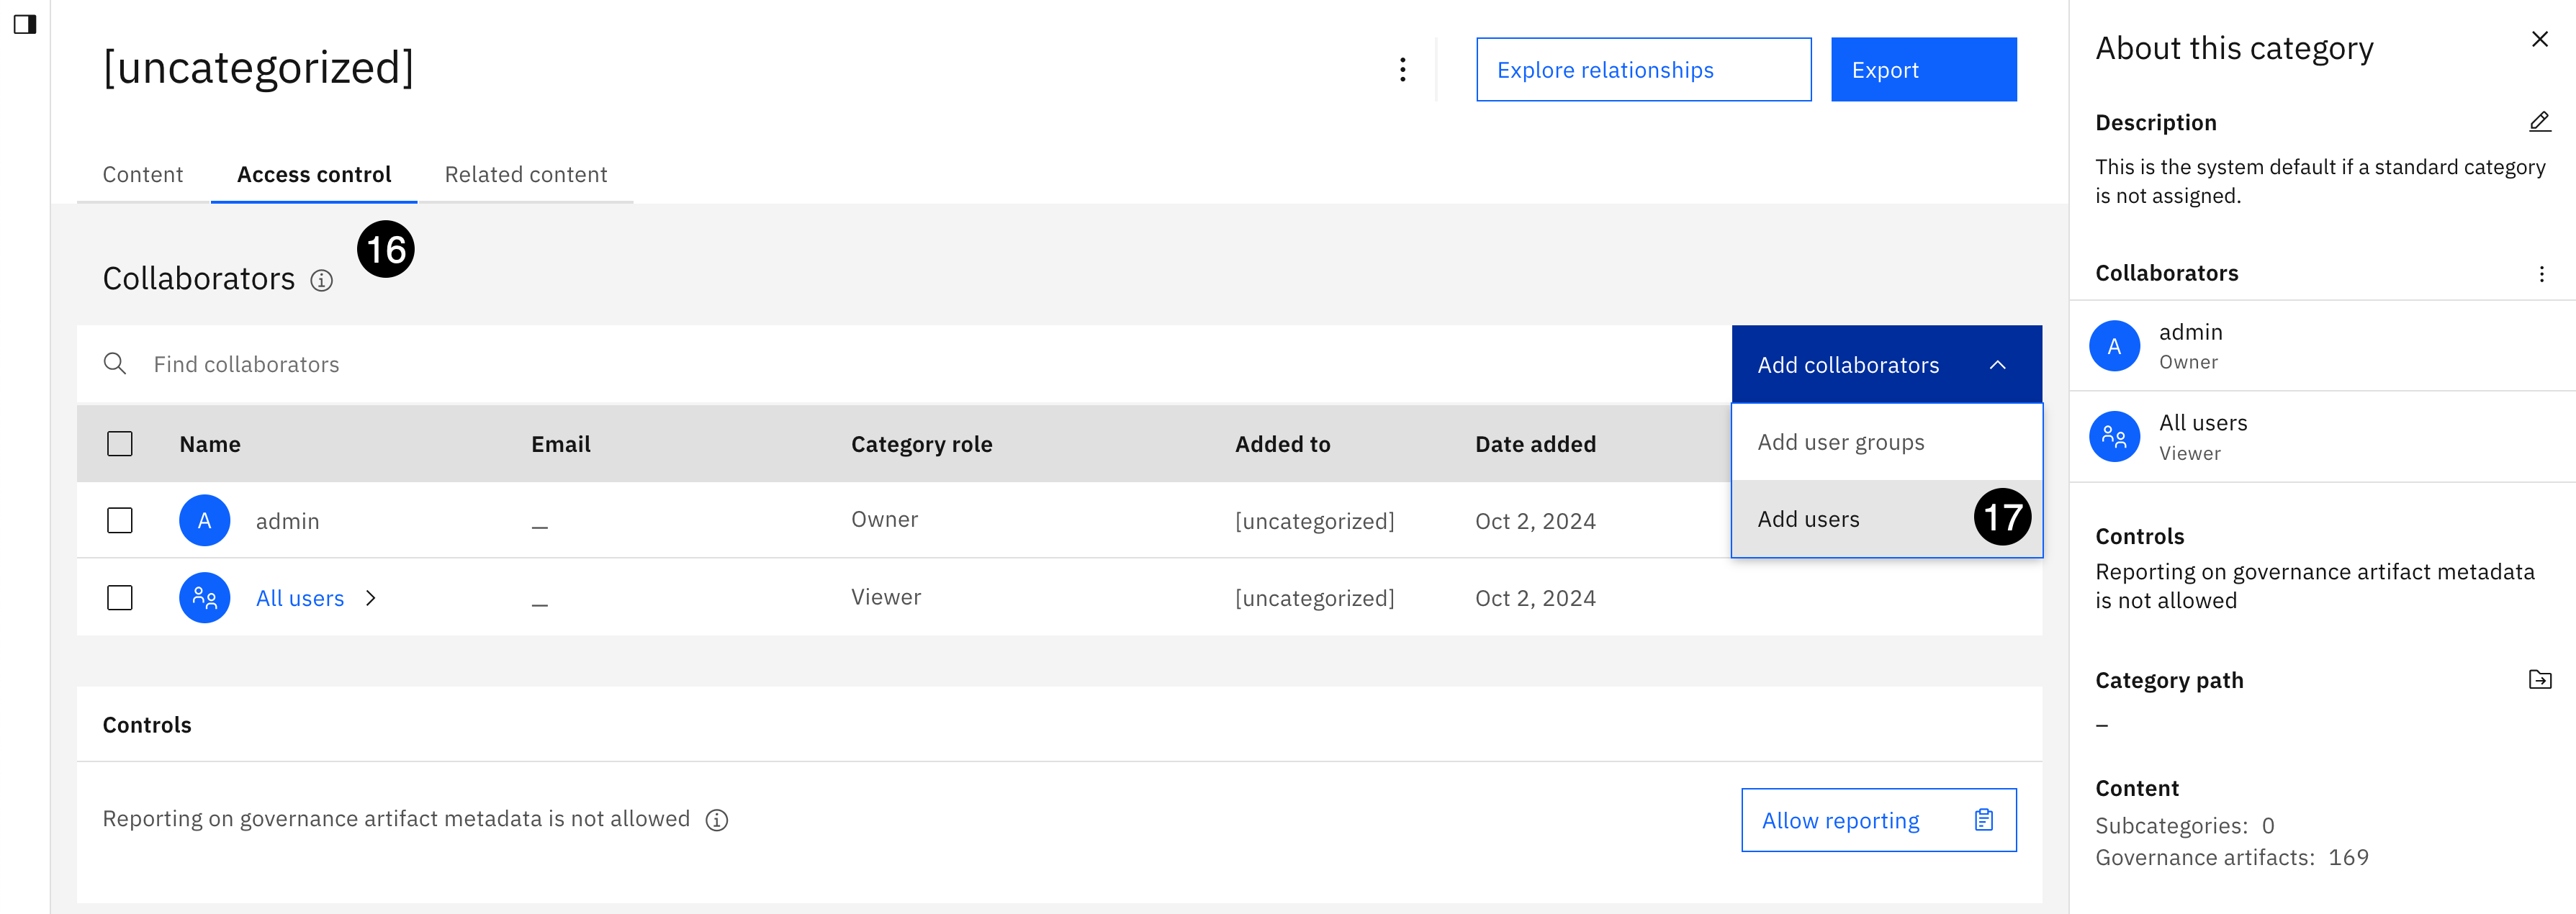 [uncategorized]
Explore relationships
Export
Content
Access control
Related content
16
Collaborators
Find collaborators
Add collaborators
Add user groups
Add users
17
Name Email Category role Added to Date added
A admin — Owner [uncategorized] Oct 2, 2024
All users — Viewer [uncategorized] Oct 2, 2024
Controls
Reporting on governance artifact metadata is not allowed
Allow reporting
About this category
Description
This is the system default if a standard category
is not assigned.
Collaborators
A
admin
Owner
All users
Viewer
Controls
Reporting on governance artifact metadata
is not allowed
Category path
–
Content
Subcategories: 0
Governance artifacts: 169